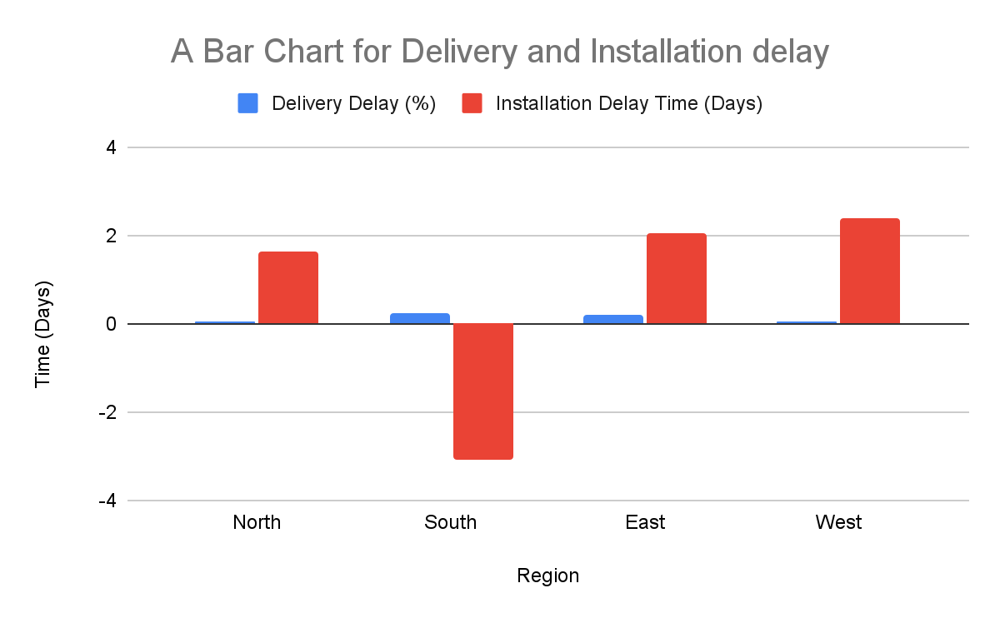 A Bar Chart for Delivery and Installation delay
Delivery Delay (%) Installation Delay Time (Days)
4
2
0
-2
-4
Time (Days)
North South East West
Region